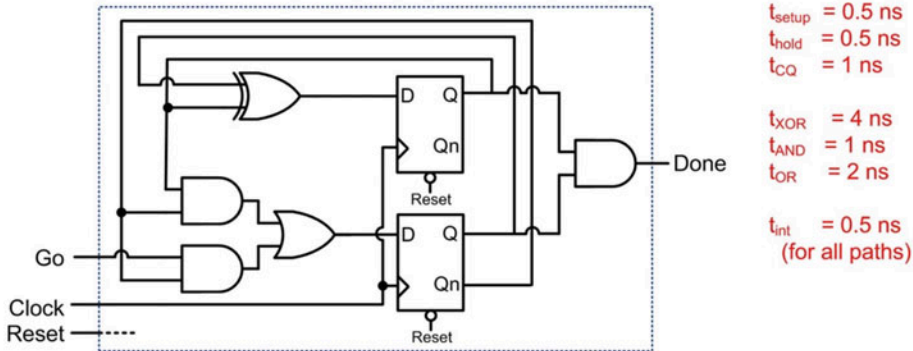 t_setup = 0.5 ns
t_hold = 0.5 ns
t_CQ = 1 ns
t_XOR = 4 ns
t_AND = 1 ns
t_OR = 2 ns
t_int = 0.5 ns
(for all paths)
D Q
Qn
Reset
Done
D Q
Qn
Reset
Go
Clock
Reset